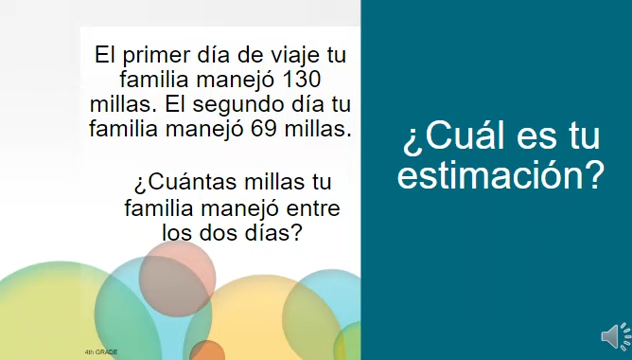 El primer día de viaje tu
familia manejó 130
millas. El segundo día tu
familia manejó 69 millas.
¿Cuántas millas tu
familia manejó entre
los dos días?
¿Cuál es tu
estimación?
4th GRADE